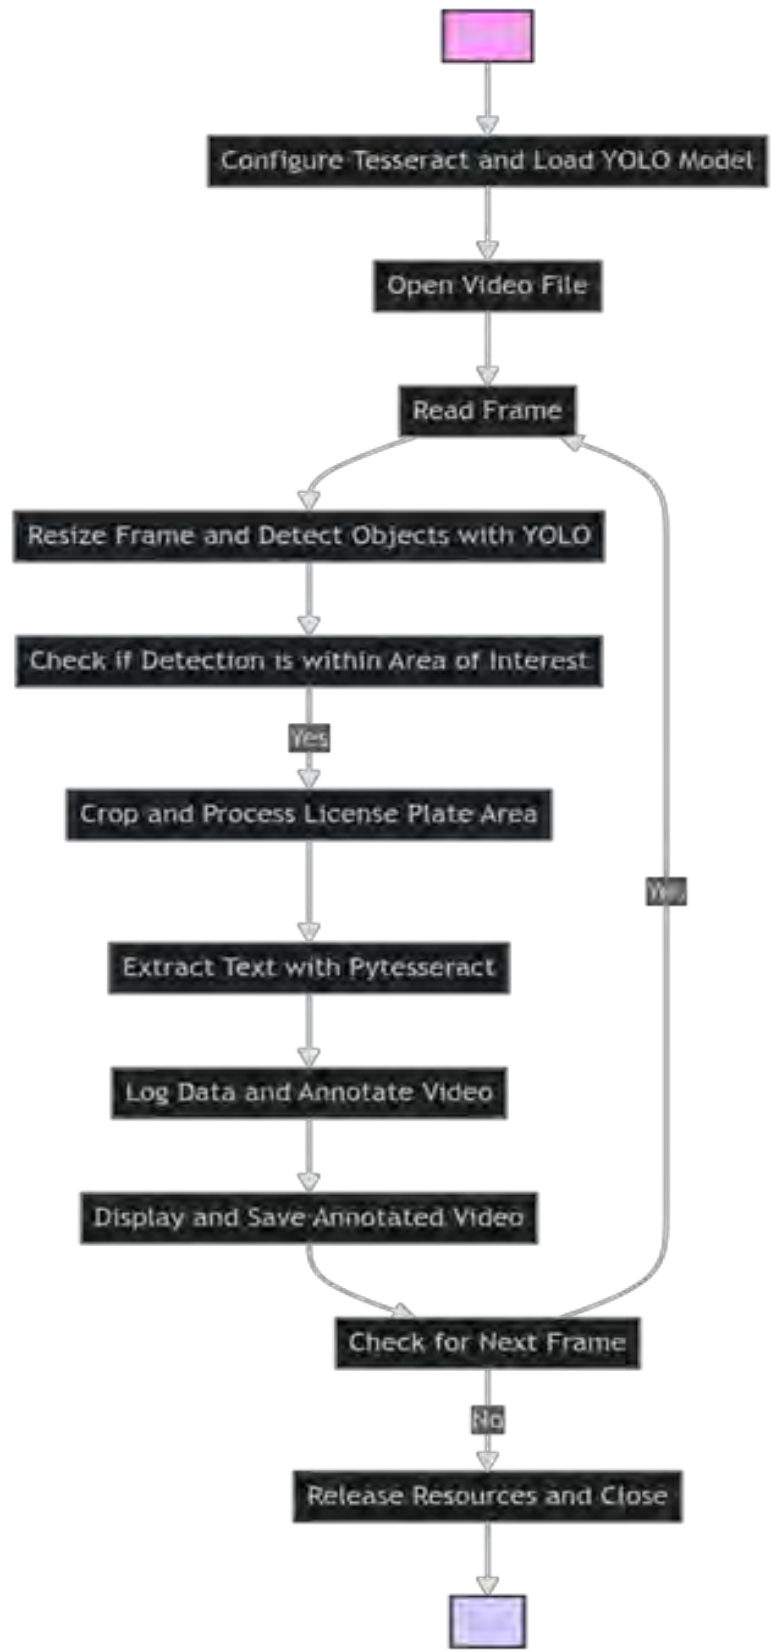 Configure Tesseract and Load YOLO Model
Open Video File
Read Frame
Resize Frame and Detect Objects with YOLO
Check if Detection is within Area of Interest
Yes
Crop and Process License Plate Area
Yes
Extract Text with Pytesseract
Log Data and Annotate Video
Display and Save Annotated Video
Check for Next Frame
No
Release Resources and Close